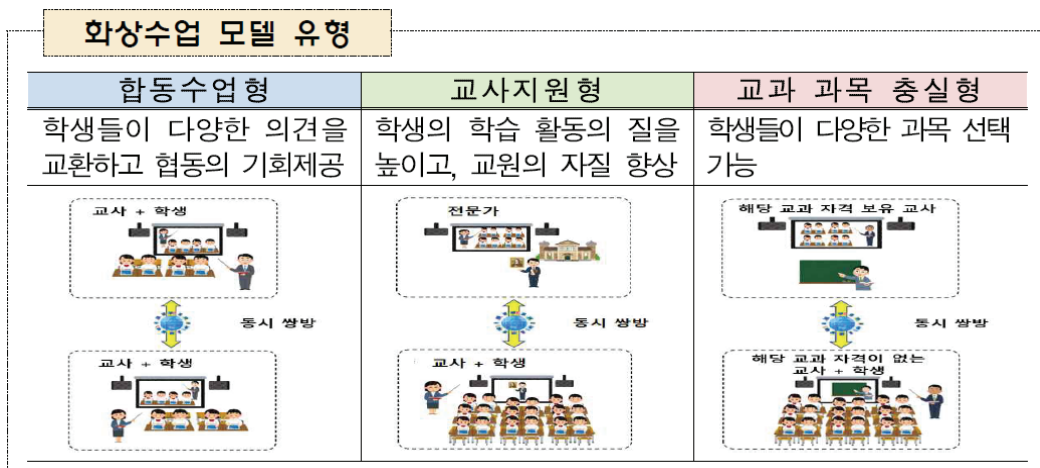 화상수업 모델 유형
합동수업형
교사지원형
교과 과목 충실형
학생들이 다양한 의견을
교환하고 협동의 기회제공
학생의 학습 활동의 질을
높이고, 교원의 자질 향상
학생들이 다양한 과목 선택
가능
교사 + 학생
동시 쌍방
교사 + 학생
전문가
동시 쌍방
교사 + 학생
해당 교과 자격 보유 교사
동시 쌍방
해당 교과 자격이 없는
교사 + 학생